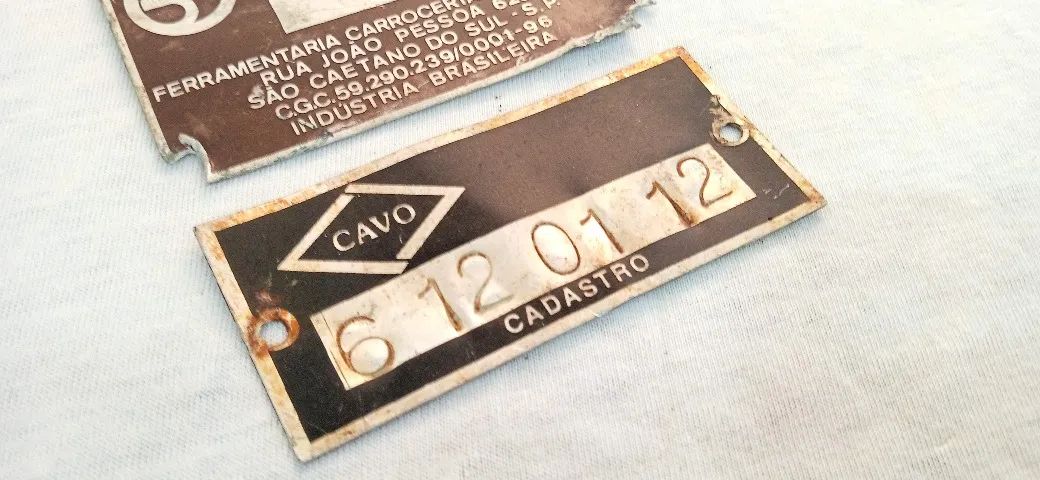 FERRAMENTARIA CARROCERIA
RUA JOÃO PESSOA
SÃO CAETANO DO SUL - S.P.
C.G.C. 59.290.239/0001-96
INDÚSTRIA BRASILEIRA
CAVO
6 12 01 12
CADASTRO